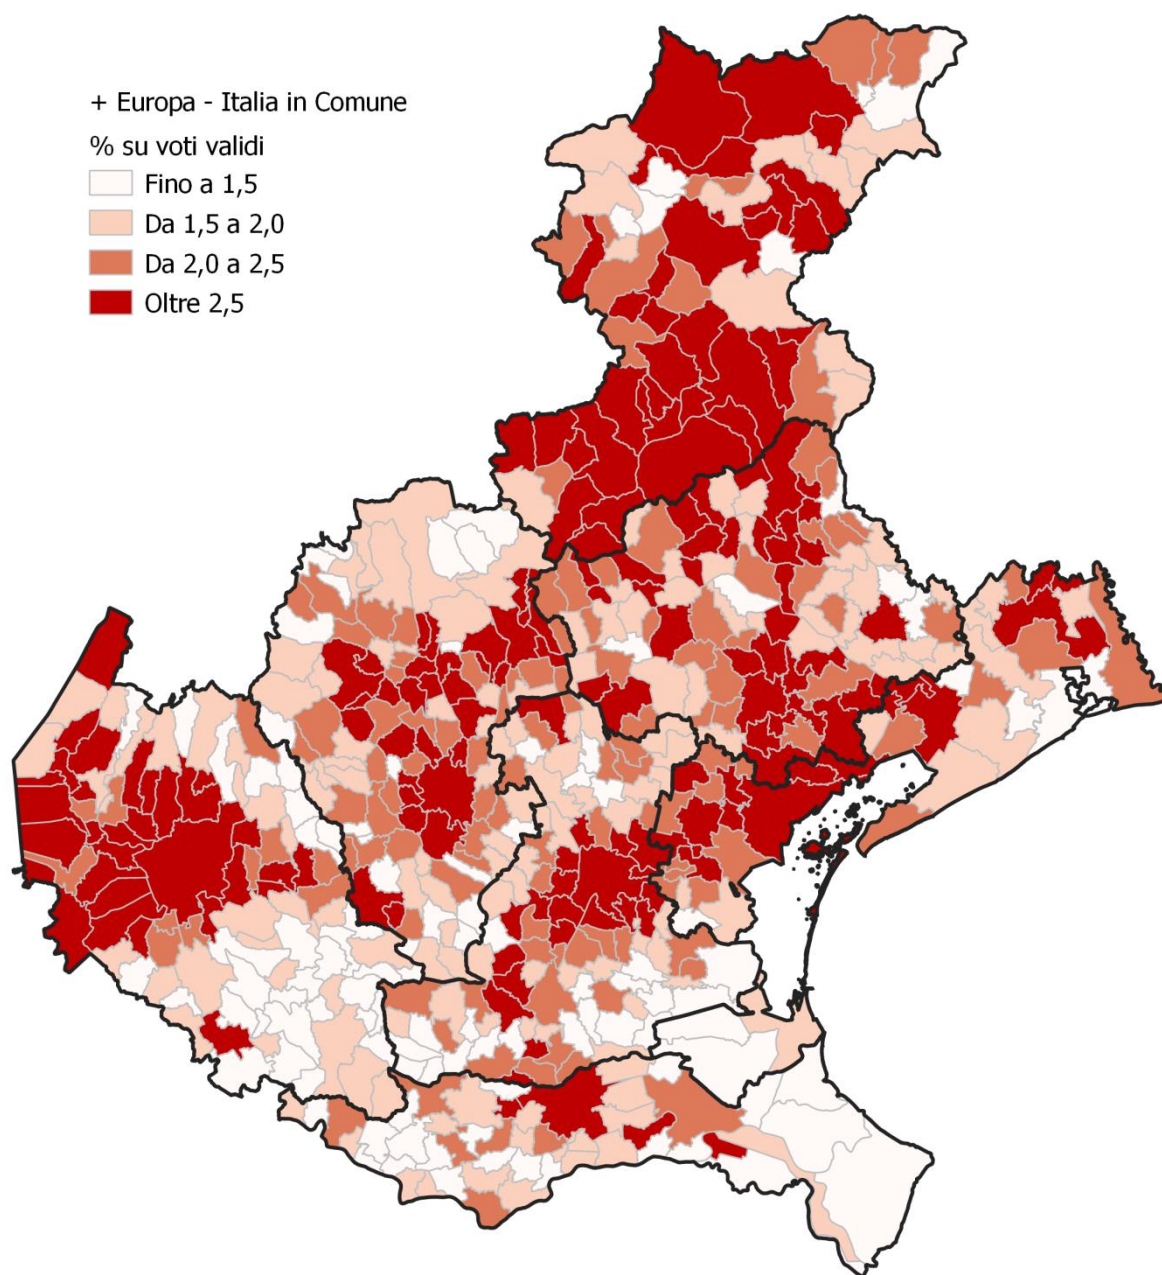 + Europa - Italia in Comune
% su voti validi
Fino a 1,5
Da 1,5 a 2,0
Da 2,0 a 2,5
Oltre 2,5